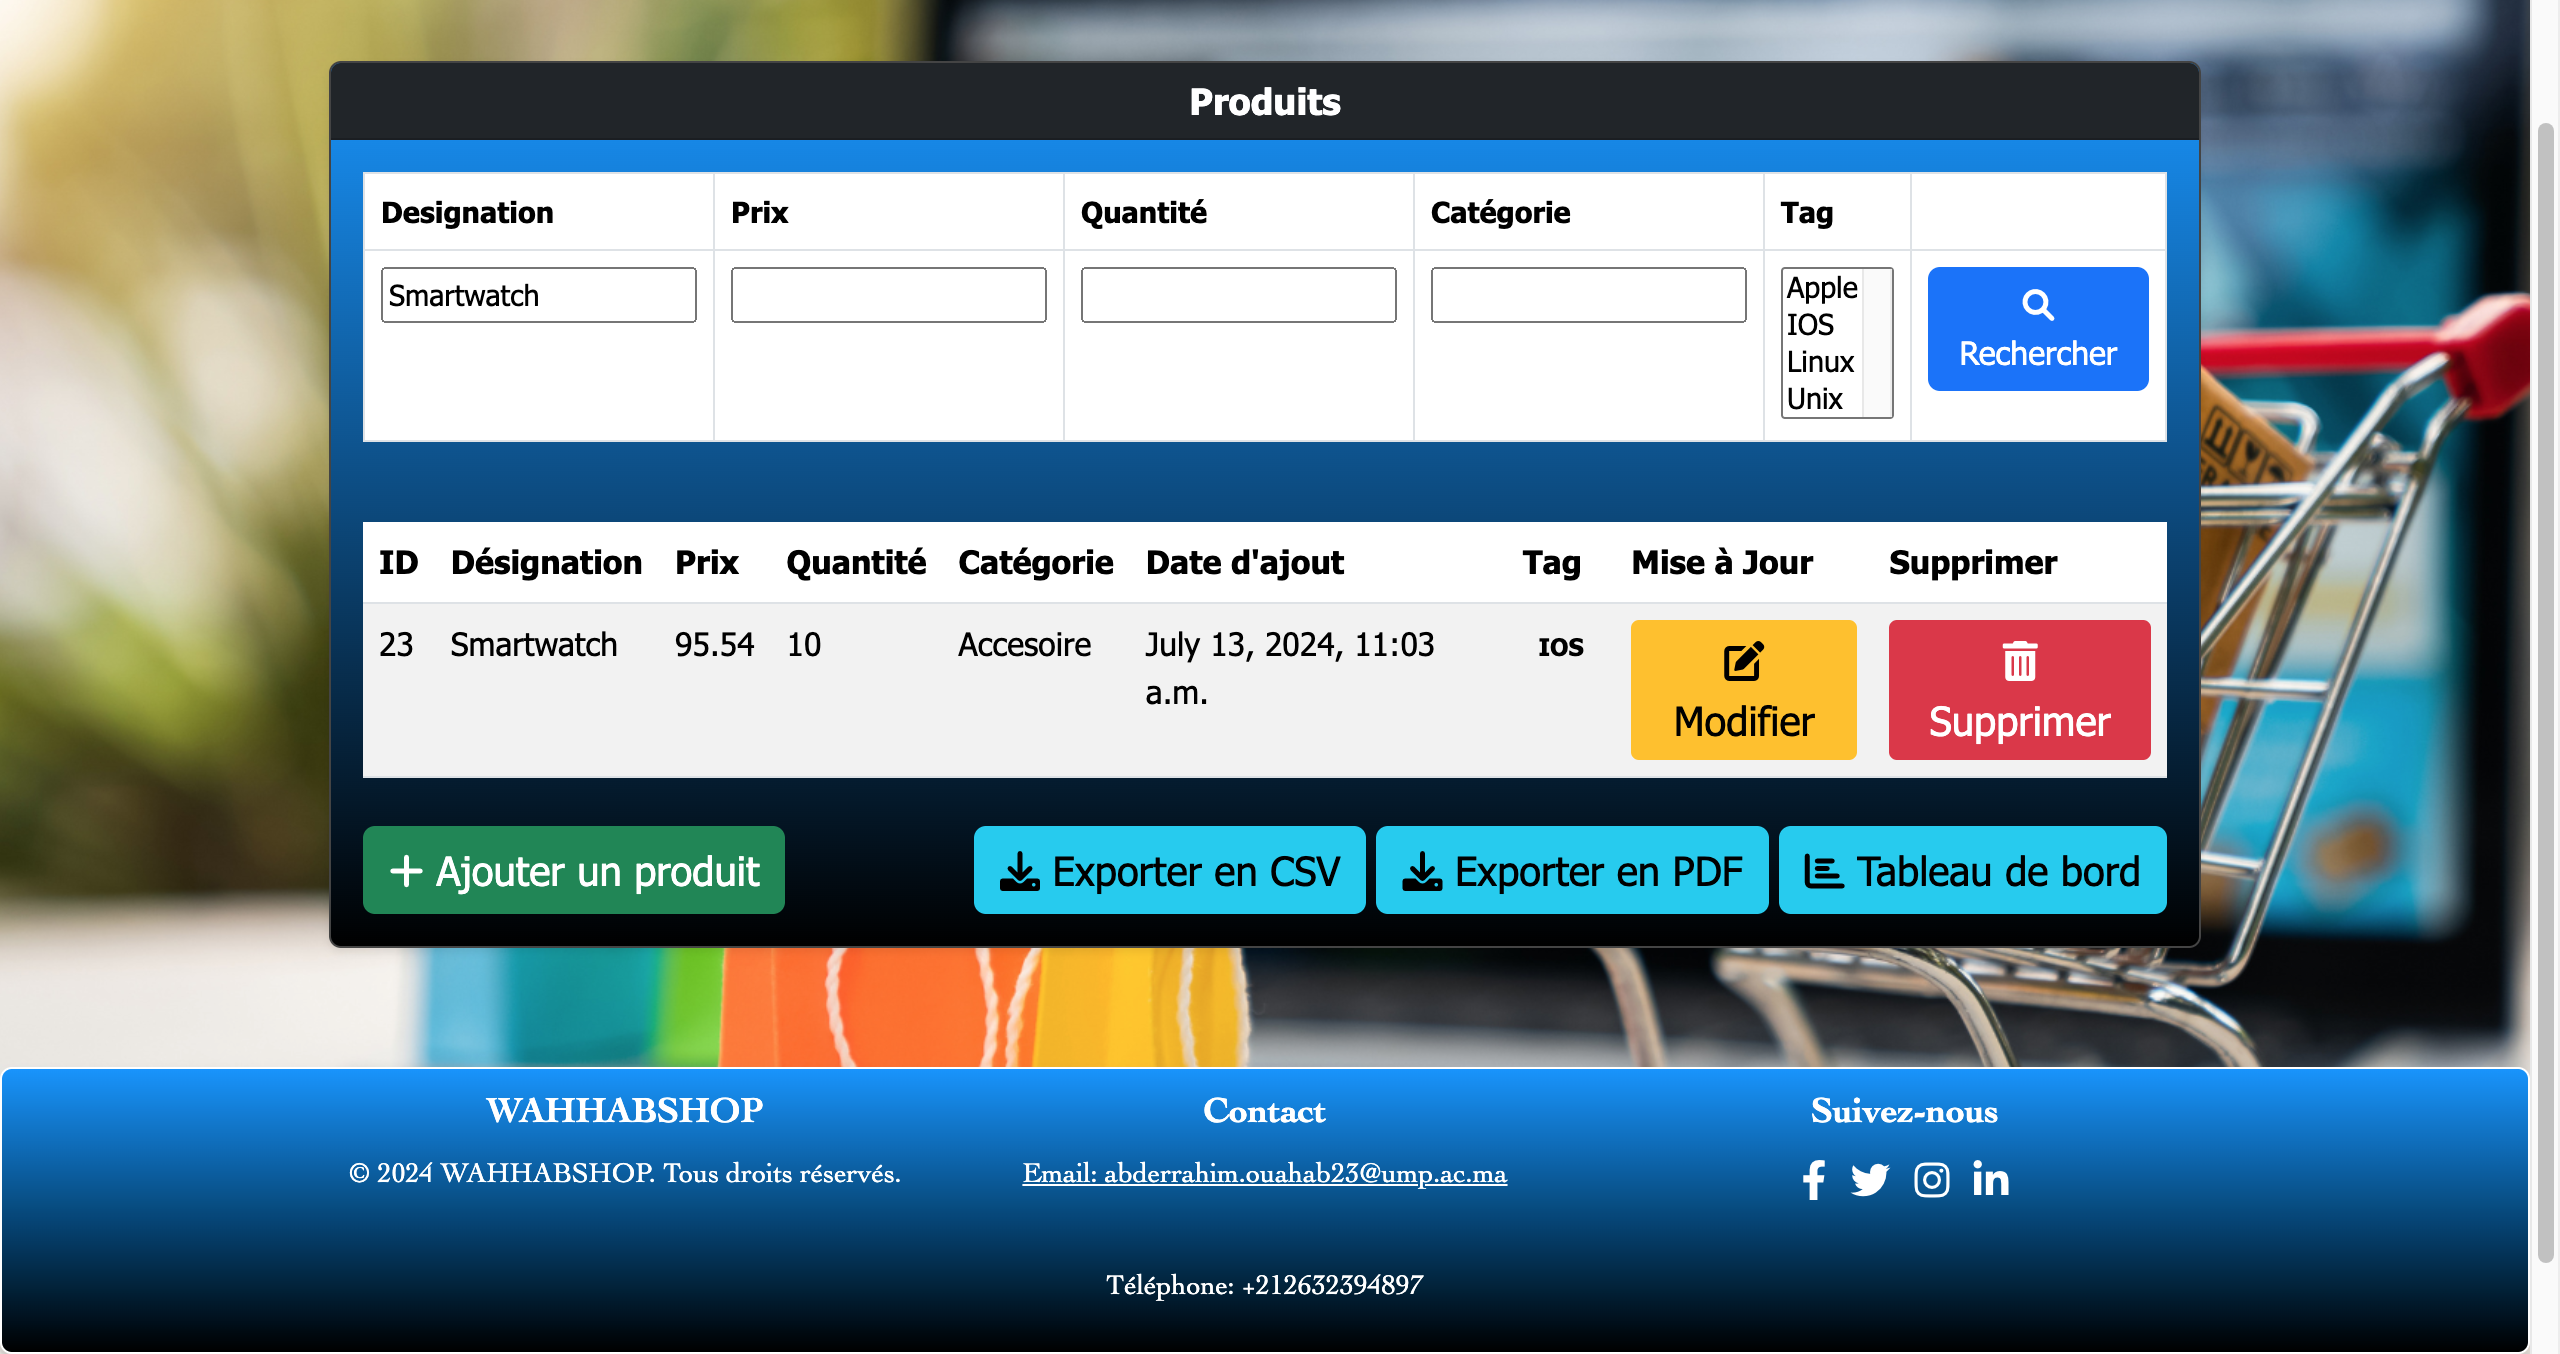 Produits
Designation Prix Quantité Catégorie Tag
Smartwatch
Apple
IOS
Linux
Unix
Rechercher
ID Désignation Prix Quantité Catégorie Date d'ajout Tag Mise à Jour Supprimer
23 Smartwatch 95.54 10 Accesoire July 13, 2024, 11:03 a.m. IOS
Modifier
Supprimer
Ajouter un produit
Exporter en CSV
Exporter en PDF
Tableau de bord
WAHHABSHOP
© 2024 WAHHABSHOP. Tous droits réservés.
Contact
Email: abderrahim.ouahab23@ump.ac.ma
Téléphone: +212632394897
Suivez-nous